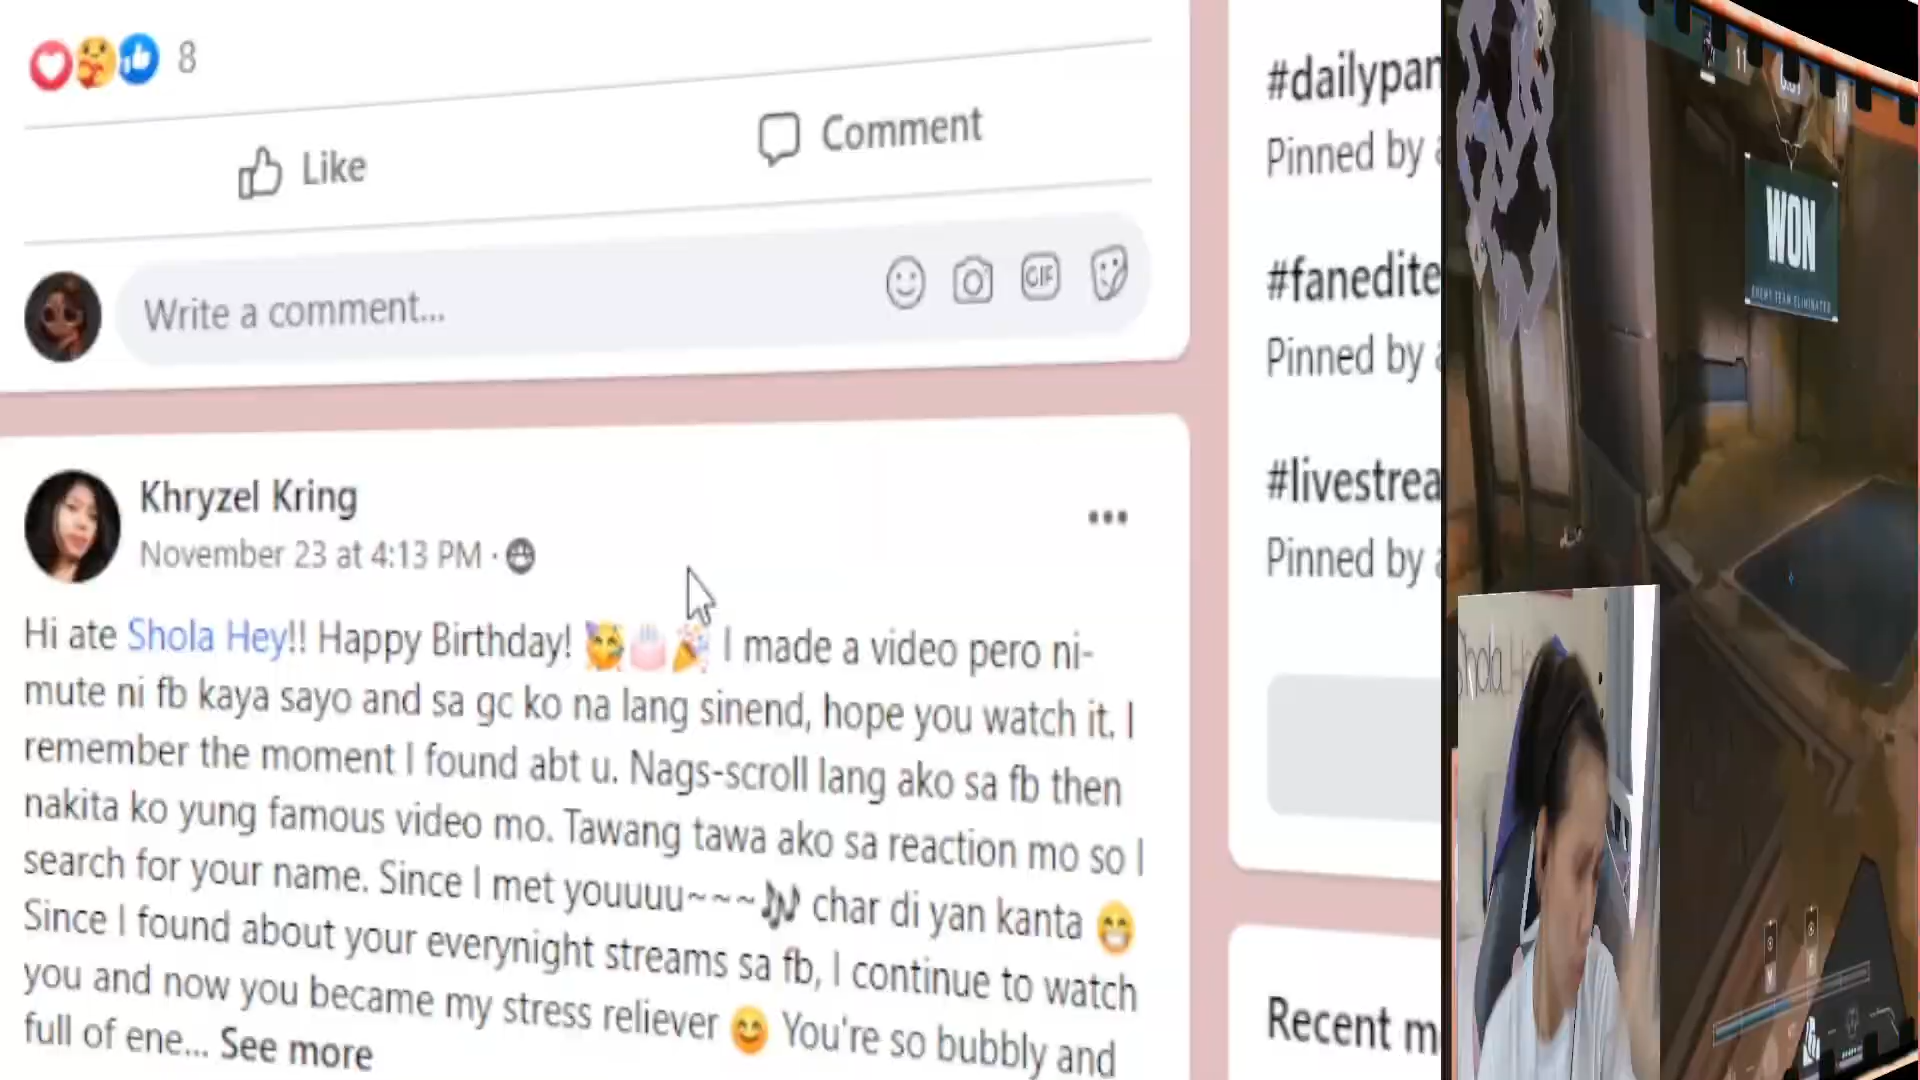 8
Like
Comment
Write a comment...
GIF
Khryzel Kring
November 23 at 4:13 PM ·
Hi ate Shola Hey!! Happy Birthday! 🥳🎂🎉 I made a video pero ni-
mute ni fb kaya sayo and sa gc ko na lang sinend, hope you watch it. I
remember the moment I found abt u. Nags-scroll lang ako sa fb then
nakita ko yung famous video mo. Tawang tawa ako sa reaction mo so I
search for your name. Since I met youuuu~~~🎶 char di yan kanta 😁
Since I found about your everynight streams sa fb, I continue to watch
you and now you became my stress reliever 😊 You're so bubbly and
full of ene... See more
#dailypan
Pinned by a
#fanedite
Pinned by a
#livestrea
Pinned by a
Recent m
11
WON
ENEMY TEAM ELIMINATED
Shola